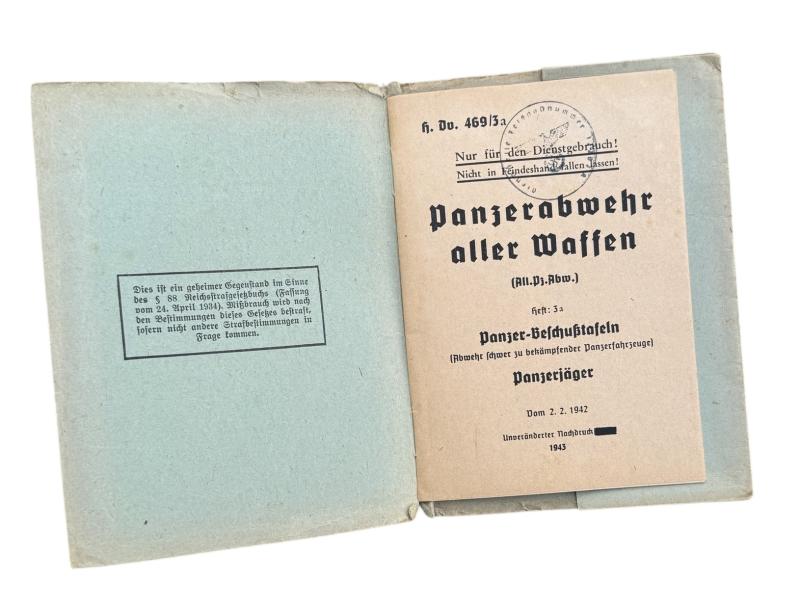 Dies ist ein geheimer Gegenstand im Sinne
des § 88 Reichsstrafgesetzbuchs (Fassung
vom 24. April 1934). Mißbrauch wird nach
den Bestimmungen dieses Gesetzes bestraft,
sofern nicht andere Strafbestimmungen in
Frage kommen.
H. Dv. 469/3a
Nur für den Dienstgebrauch!
Nicht in Feindeshand fallen lassen!
Panzerabwehr
aller Waffen
(All.Pz.Abw.)
Heft: 3a
Panzer-Beschußtafeln
(Abwehr schwer zu bekämpfender Panzerfahrzeuge)
Panzerjäger
Vom 2. 2. 1942
Unveränderter Nachdruck
1943